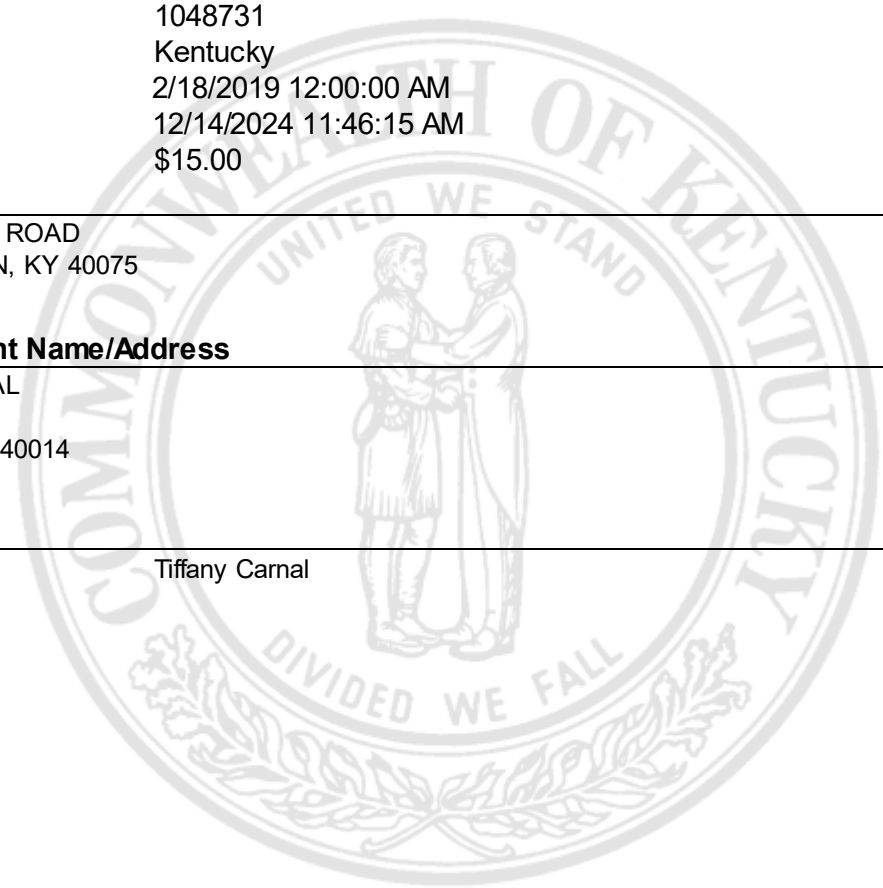 1048731
Kentucky
2/18/2019 12:00:00 AM
12/14/2024 11:46:15 AM
$15.00
COMMONWEALTH OF KENTUCKY
UNITED WE STAND
ROAD
N, KY 40075
nt Name/Address
AL
40014
Tiffany Carnal
DIVIDED WE FALL